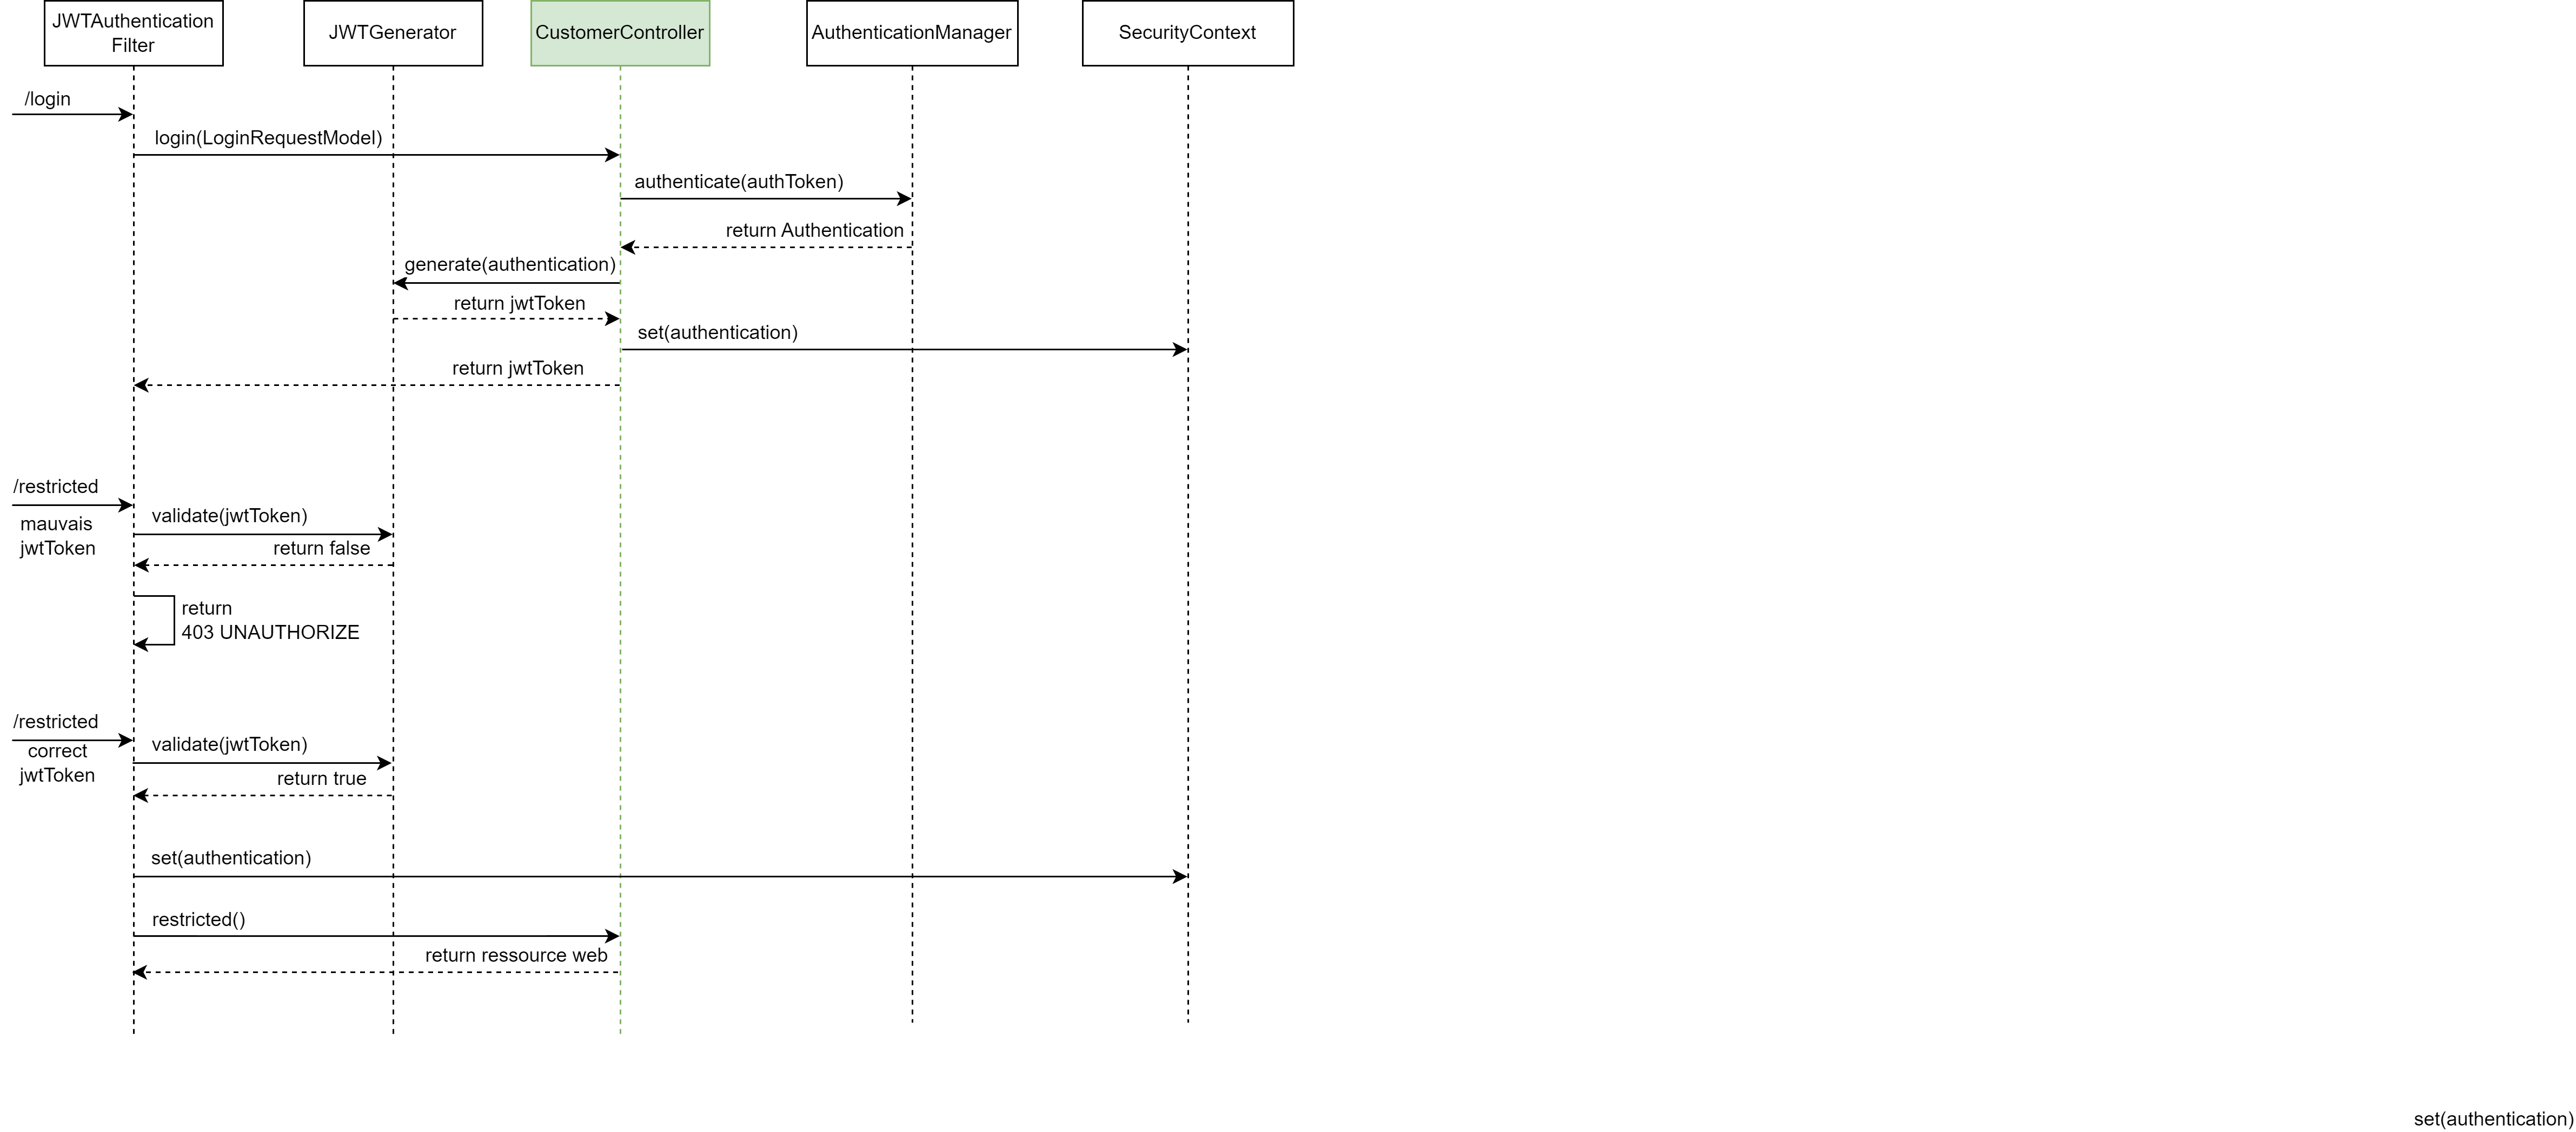 JWTAuthentication
Filter
JWTGenerator
CustomerController
AuthenticationManager
SecurityContext
/login
login(LoginRequestModel)
authenticate(authToken)
return Authentication
generate(authentication)
return jwtToken
set(authentication)
return jwtToken
/restricted
mauvais
jwtToken
validate(jwtToken)
return false
return
403 UNAUTHORIZE
/restricted
correct
jwtToken
validate(jwtToken)
return true
set(authentication)
restricted()
return ressource web
set(authentication)